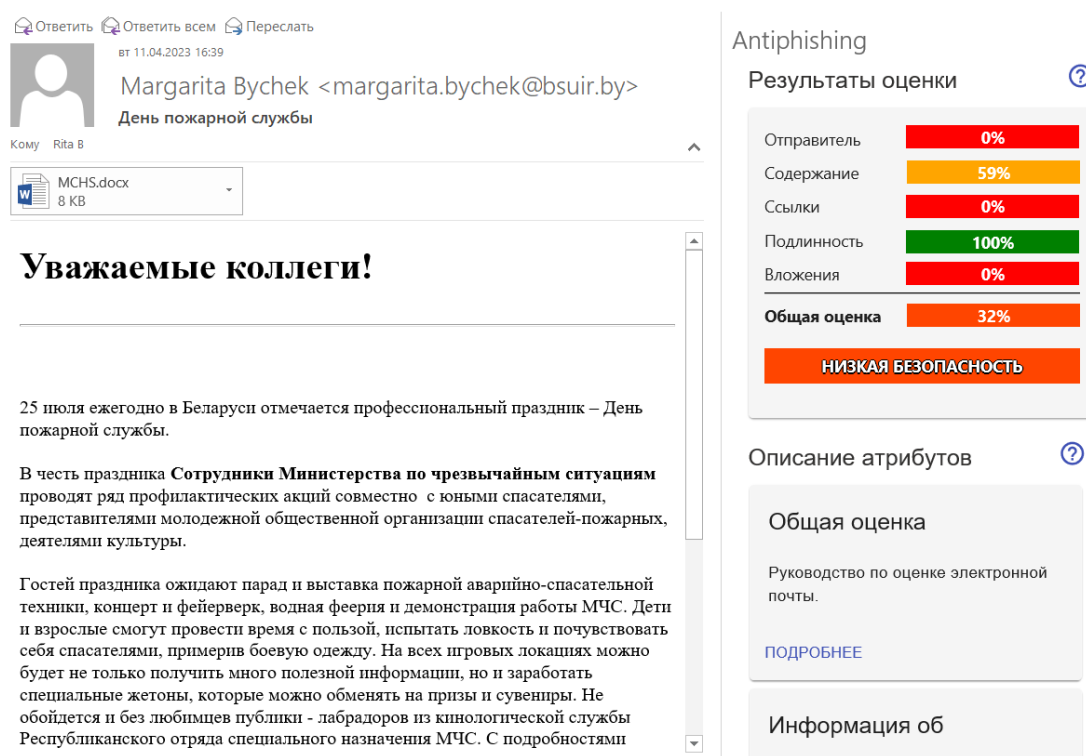 Ответить Ответить всем Переслать
вт 11.04.2023 16:39
Margarita Bychek <margarita.bychek@bsuir.by>
День пожарной службы
Кому Rita B
MCHS.docx
8 KB
Уважаемые коллеги!
25 июля ежегодно в Беларуси отмечается профессиональный праздник – День
пожарной службы.
В честь праздника Сотрудники Министерства по чрезвычайным ситуациям
проводят ряд профилактических акций совместно с юными спасателями,
представителями молодежной общественной организации спасателей-пожарных,
деятелями культуры.
Гостей праздника ожидают парад и выставка пожарной аварийно-спасательной
техники, концерт и фейерверк, водная феерия и демонстрация работы МЧС. Дети
и взрослые смогут провести время с пользой, испытать ловкость и почувствовать
себя спасателями, примерив боевую одежду. На всех игровых локациях можно
будет не только получить много полезной информации, но и заработать
специальные жетоны, которые можно обменять на призы и сувениры. Не
обойдется и без любимцев публики - лабрадоров из кинологической службы
Республиканского отряда специального назначения МЧС. С подробностями
Antiphishing
Результаты оценки
Отправитель 0%
Содержание 59%
Ссылки 0%
Подлинность 100%
Вложения 0%
Общая оценка 32%
НИЗКАЯ БЕЗОПАСНОСТЬ
Описание атрибутов
Общая оценка
Руководство по оценке электронной
почты.
ПОДРОБНЕЕ
Информация об